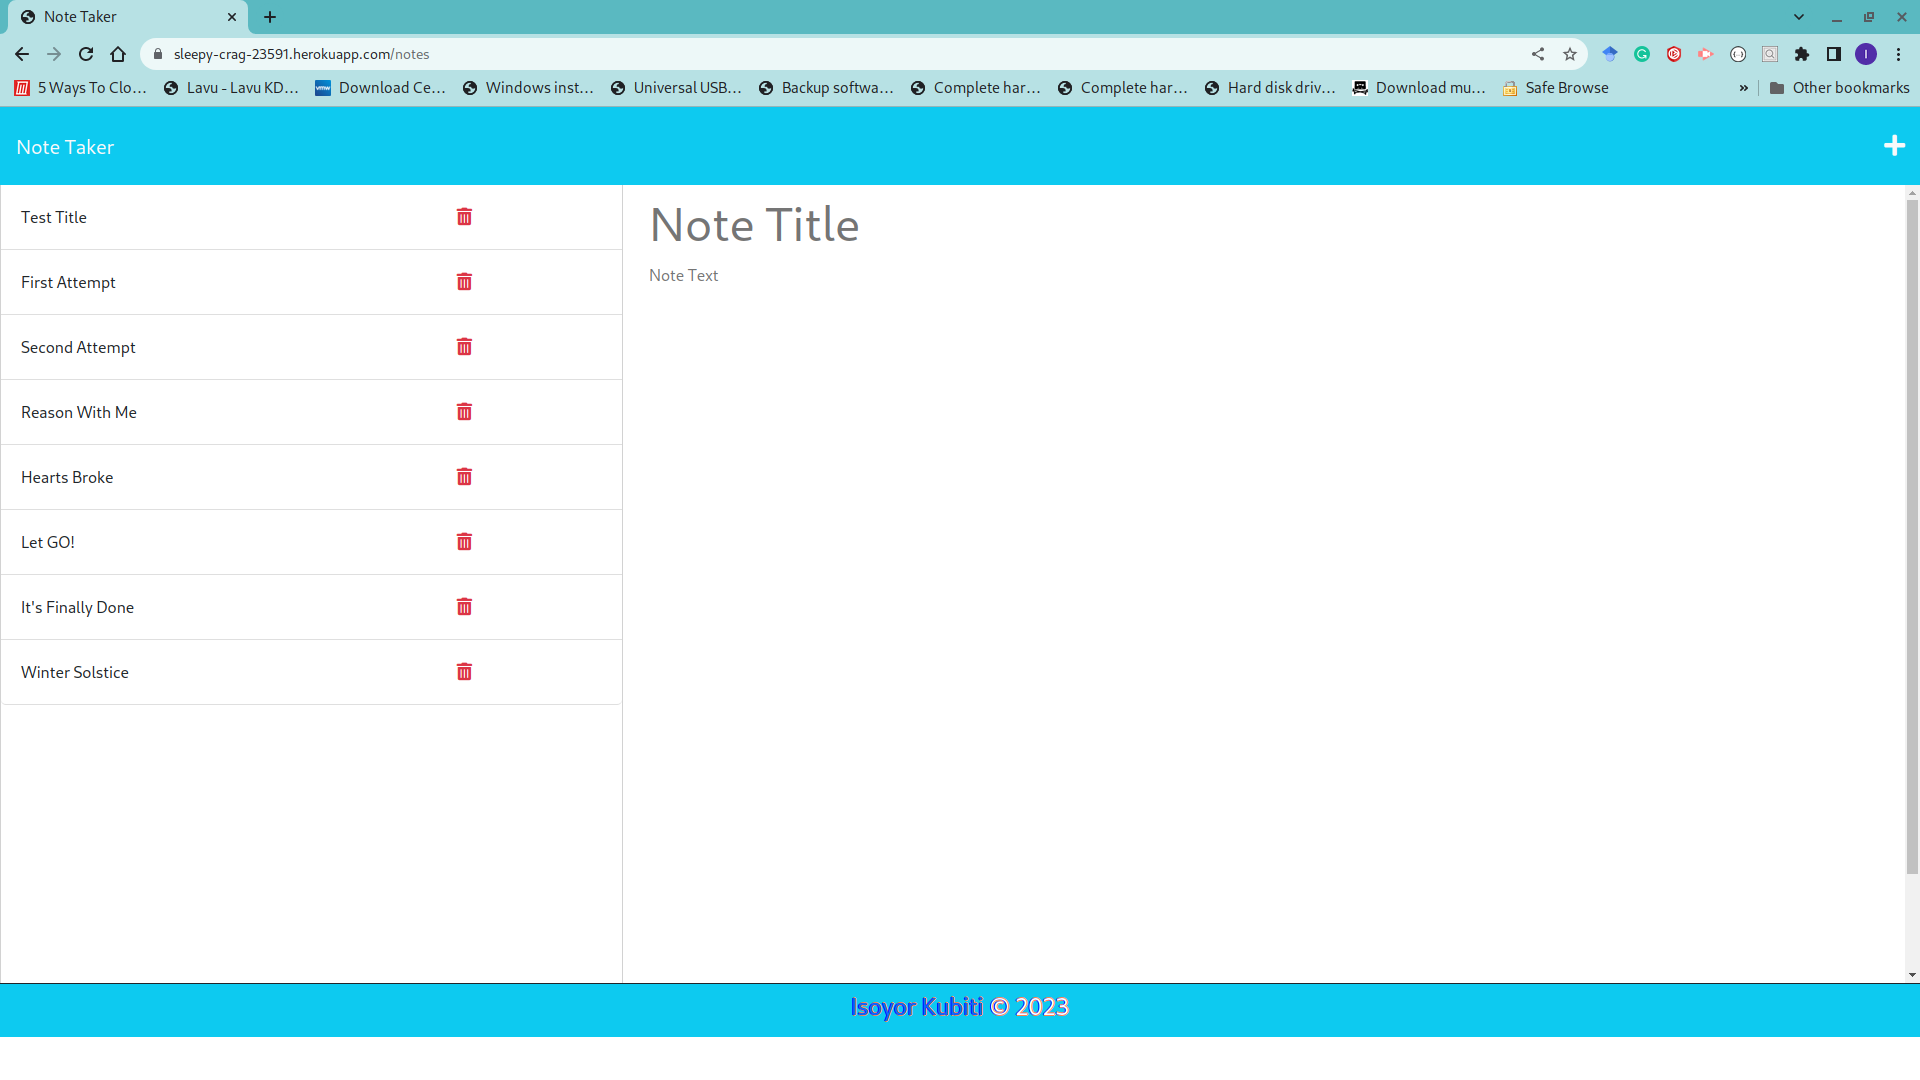 Note Taker
sleepy-crag-23591.herokuapp.com/notes
5 Ways To Clo... Lavu - Lavu KD... Download Ce... Windows inst... Universal USB... Backup softwa... Complete har... Complete har... Hard disk driv... Download mu... Safe Browse » Other bookmarks
Note Taker
Test Title
First Attempt
Second Attempt
Reason With Me
Hearts Broke
Let GO!
It's Finally Done
Winter Solstice
Note Title
Note Text
Isoyor Kubiti © 2023